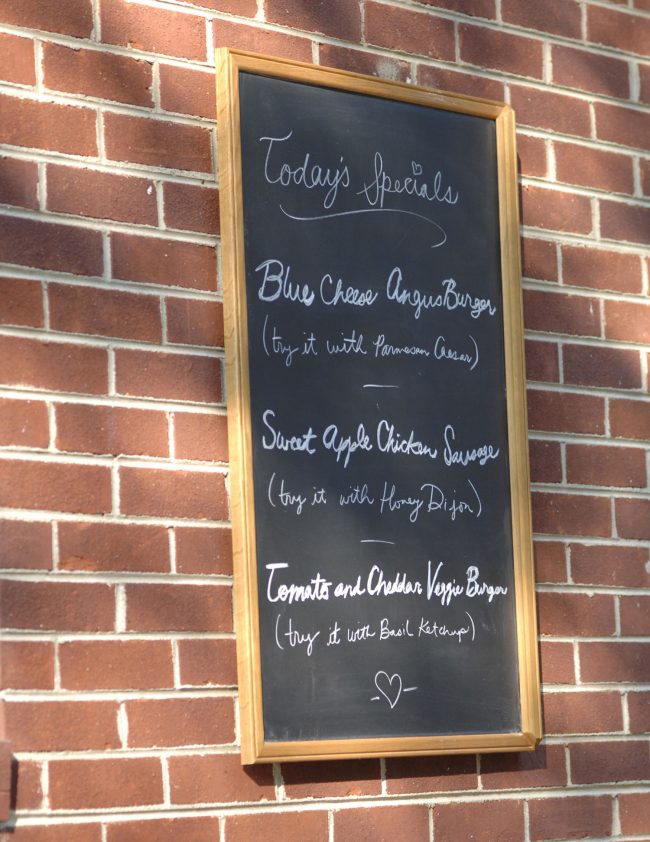 Today's Specials
Blue Cheese Angus Burger
(try it with Parmesan Caesar)
Sweet Apple Chicken Sausage
(try it with Honey Dijon)
Tomato and Cheddar Veggie Burger
(try it with Basil Ketchup)